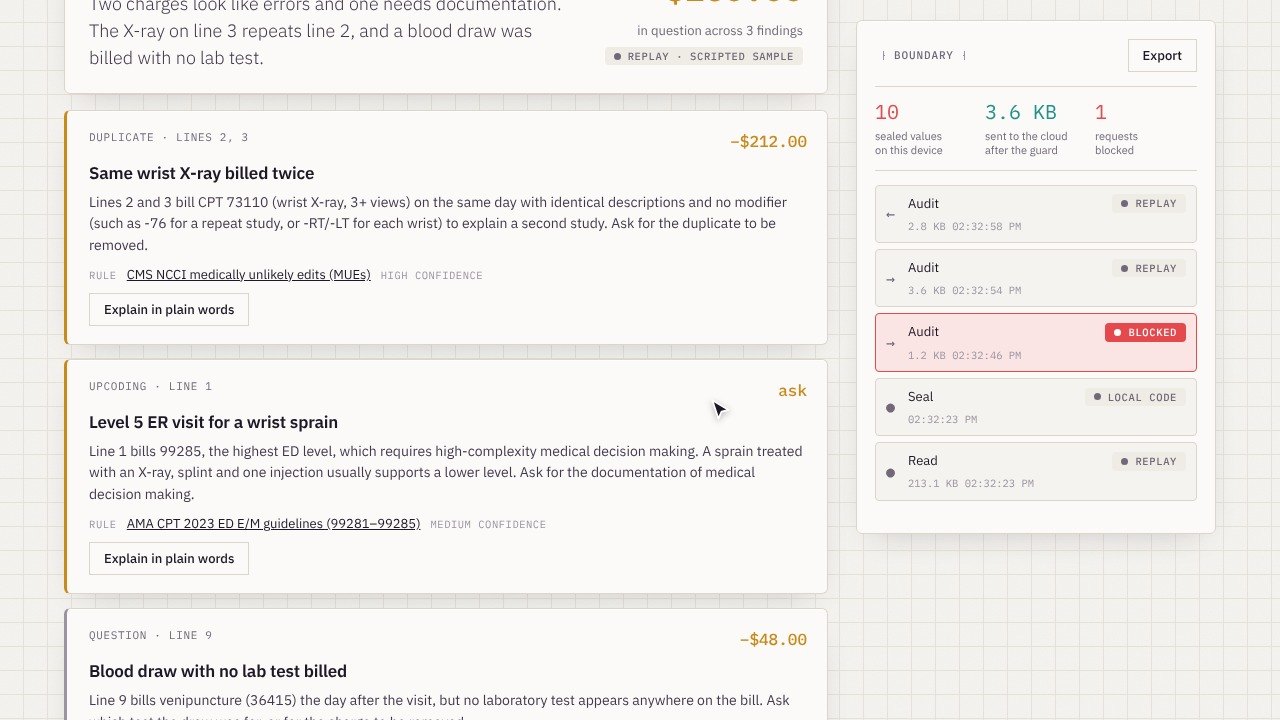 Two charges look like errors and one needs documentation.
The X-ray on line 3 repeats line 2, and a blood draw was
billed with no lab test.
in question across 3 findings
REPLAY · SCRIPTED SAMPLE
DUPLICATE · LINES 2, 3
−$212.00
Same wrist X-ray billed twice
Lines 2 and 3 bill CPT 73110 (wrist X-ray, 3+ views) on the same day with identical descriptions and no modifier
(such as -76 for a repeat study, or -RT/-LT for each wrist) to explain a second study. Ask for the duplicate to be
removed.
RULE CMS NCCI medically unlikely edits (MUEs) HIGH CONFIDENCE
Explain in plain words
UPCODING · LINE 1
ask
Level 5 ER visit for a wrist sprain
Line 1 bills 99285, the highest ED level, which requires high-complexity medical decision making. A sprain treated
with an X-ray, splint and one injection usually supports a lower level. Ask for the documentation of medical
decision making.
RULE AMA CPT 2023 ED E/M guidelines (99281–99285) MEDIUM CONFIDENCE
Explain in plain words
QUESTION · LINE 9
−$48.00
Blood draw with no lab test billed
Line 9 bills venipuncture (36415) the day after the visit, but no laboratory test appears anywhere on the bill. Ask
BOUNDARY
Export
10
sealed values
on this device
3.6 KB
sent to the cloud
after the guard
1
requests
blocked
← Audit REPLAY
2.8 KB 02:32:58 PM
→ Audit REPLAY
3.6 KB 02:32:54 PM
→ Audit BLOCKED
1.2 KB 02:32:46 PM
Seal LOCAL CODE
02:32:23 PM
Read REPLAY
213.1 KB 02:32:23 PM